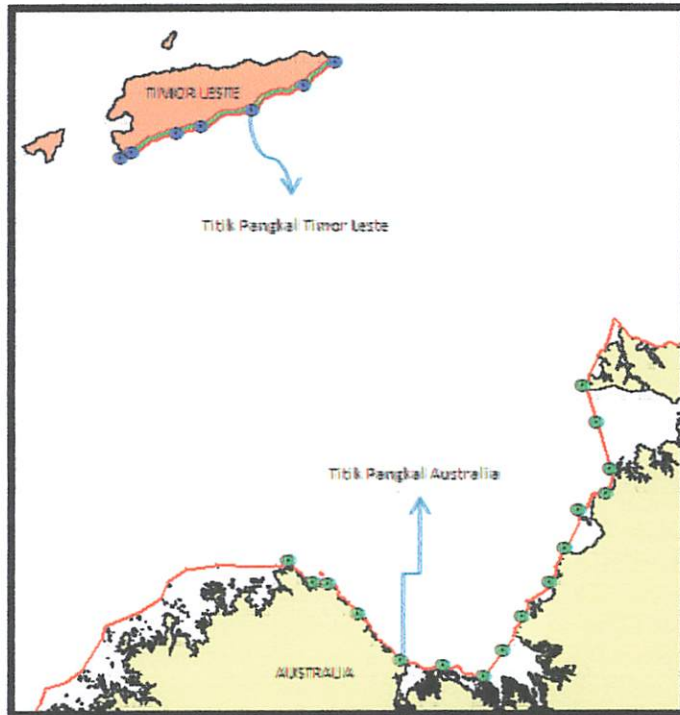 TIMOR LESTE
Titik Pangkal Timor Leste
Titik Pangkal Australia
AUSTRALIA